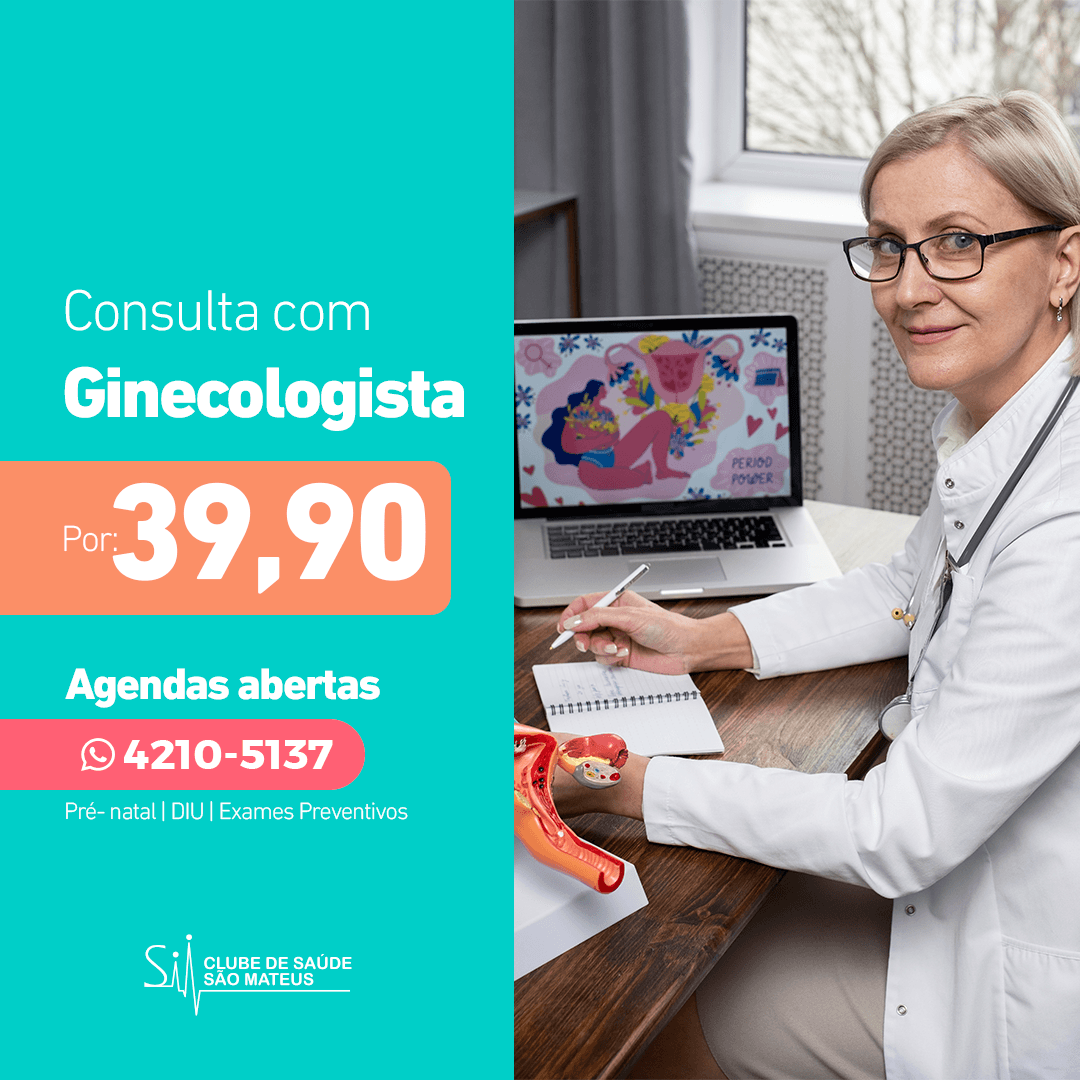 Consulta com
Ginecologista
Por: 39,90
Agendas abertas
4210-5137
Pré- natal | DIU | Exames Preventivos
Sim CLUBE DE SAÚDE
SÃO MATEUS
PERIOD
POWER